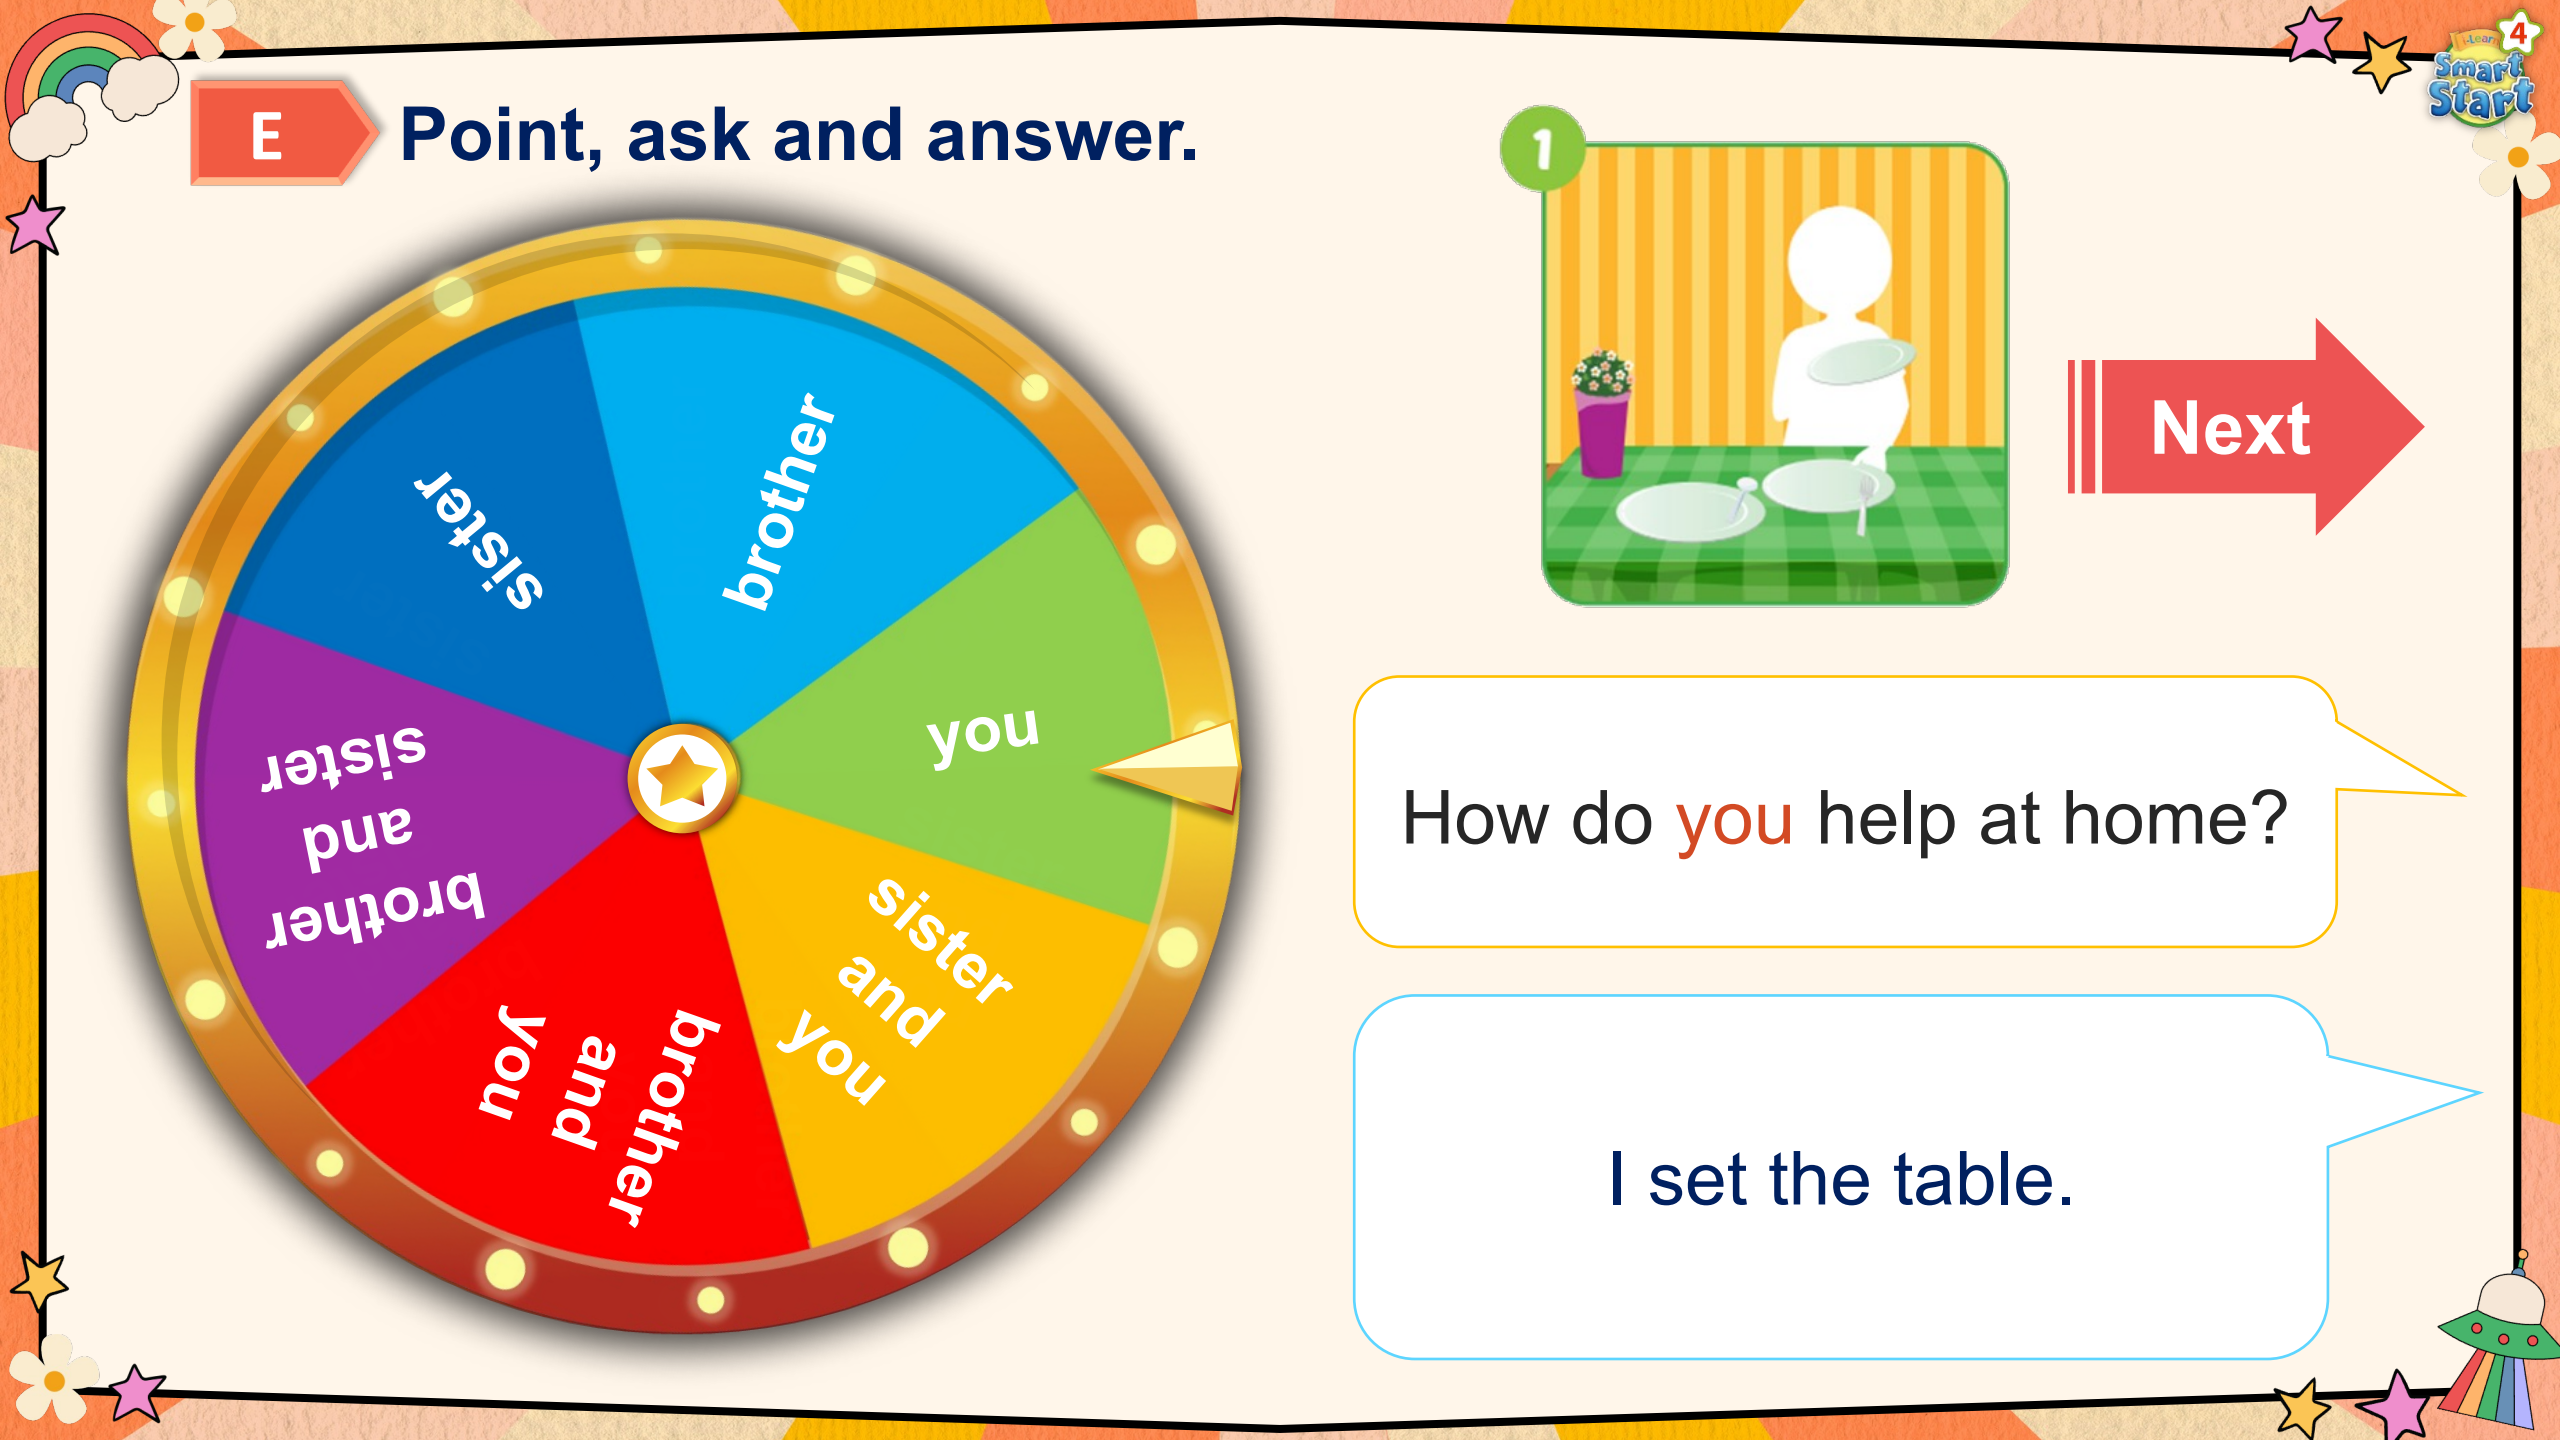 i-Learn
4
Smart
Start
E
Point, ask and answer.
1
Next
sister
brother
you
sister
and
you
brother
and
you
brother
and
sister
How do you help at home?
I set the table.